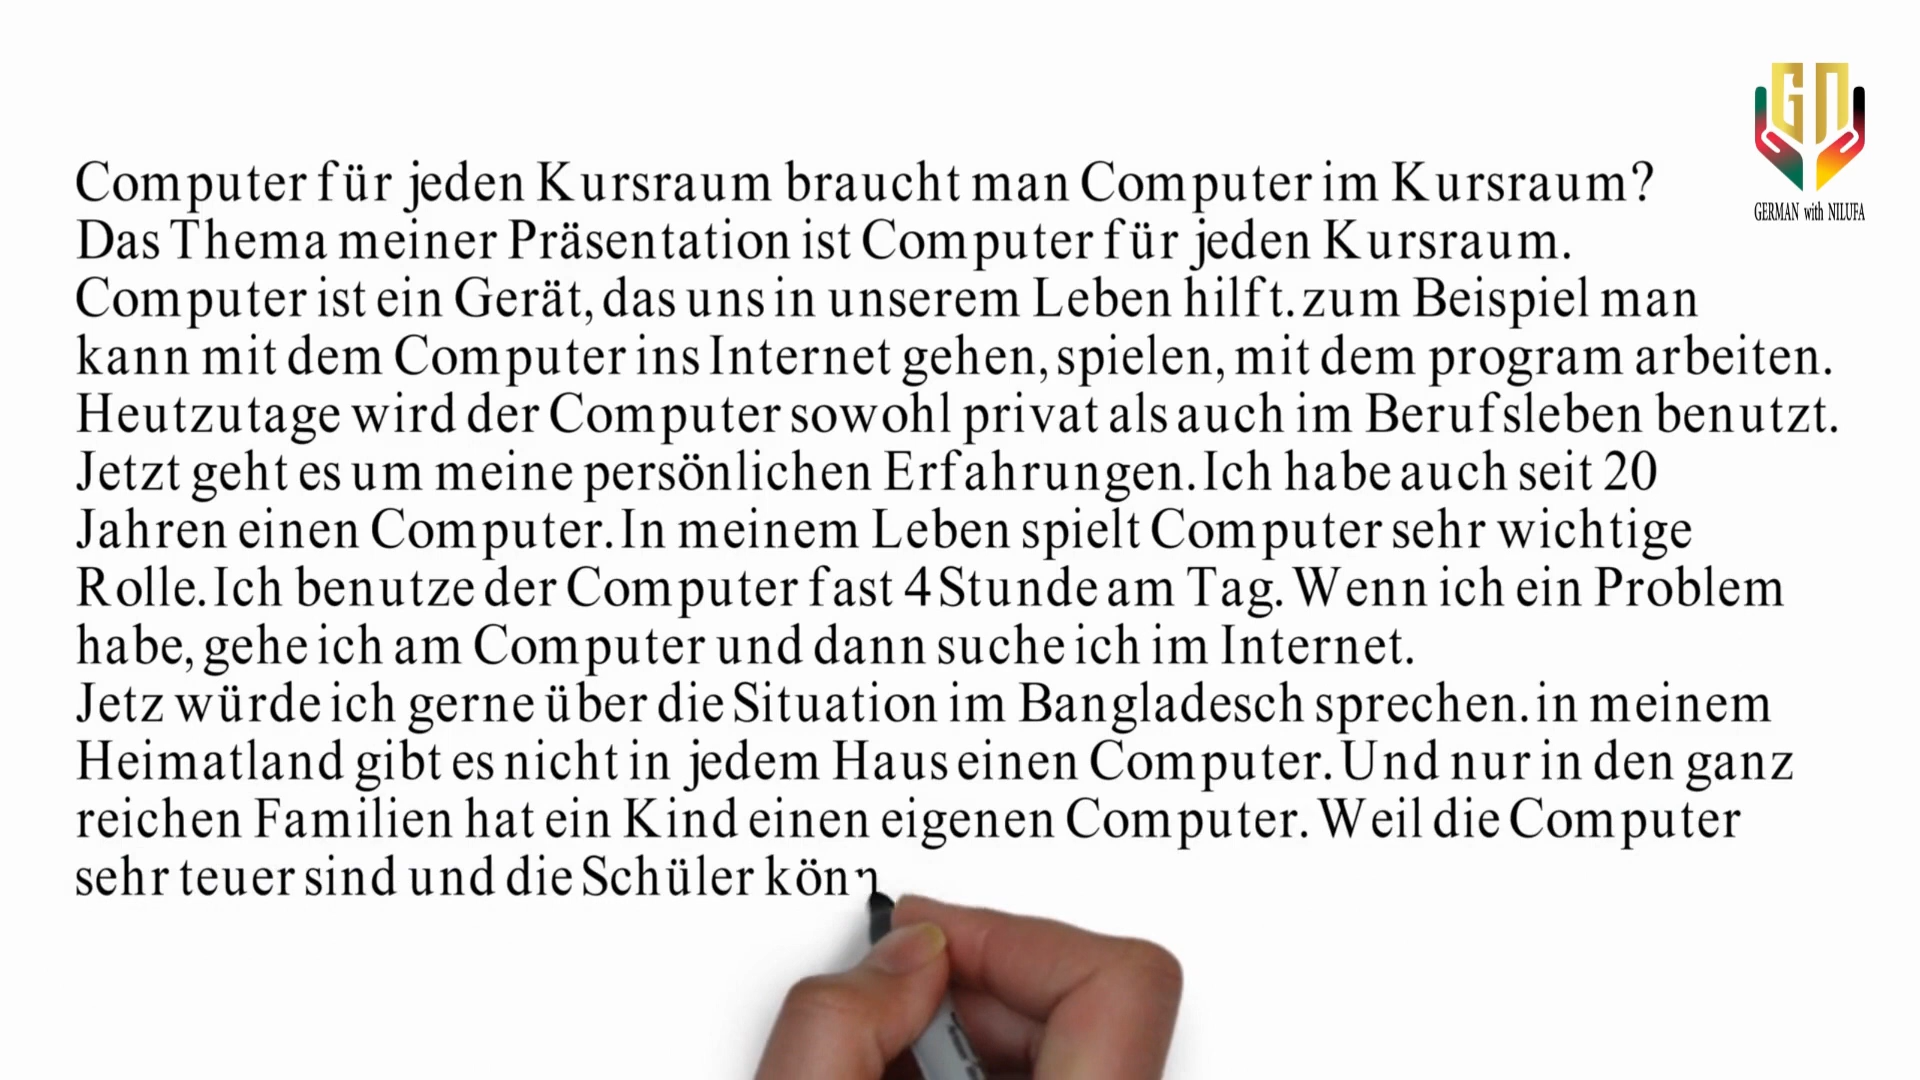 GN
GERMAN with NILUFA
Computer für jeden Kursraum braucht man Computer im Kursraum?
Das Thema meiner Präsentation ist Computer für jeden Kursraum.
Computer ist ein Gerät, das uns in unserem Leben hilft. zum Beispiel man
kann mit dem Computer ins Internet gehen, spielen, mit dem program arbeiten.
Heutzutage wird der Computer sowohl privat als auch im Berufsleben benutzt.
Jetzt geht es um meine persönlichen Erfahrungen. Ich habe auch seit 20
Jahren einen Computer. In meinem Leben spielt Computer sehr wichtige
Rolle. Ich benutze der Computer fast 4 Stunde am Tag. Wenn ich ein Problem
habe, gehe ich am Computer und dann suche ich im Internet.
Jetz würde ich gerne über die Situation im Bangladesch sprechen. in meinem
Heimatland gibt es nicht in jedem Haus einen Computer. Und nur in den ganz
reichen Familien hat ein Kind einen eigenen Computer. Weil die Computer
sehr teuer sind und die Schüler könn